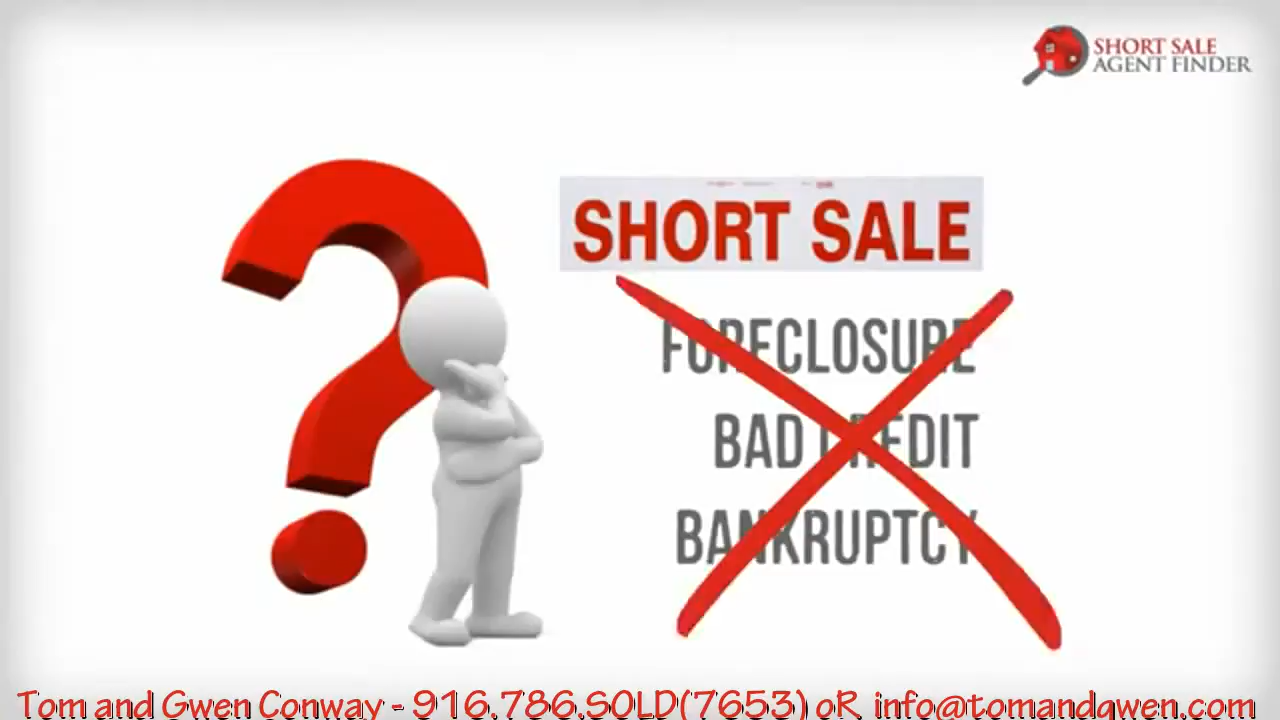 SHORT SALE
AGENT FINDER
SHORT SALE
FORECLOSURE
BAD CREDIT
BANKRUPTCY
Tom and Gwen Conway - 916.786.SOLD(7653) oR info@tomandgwen.com